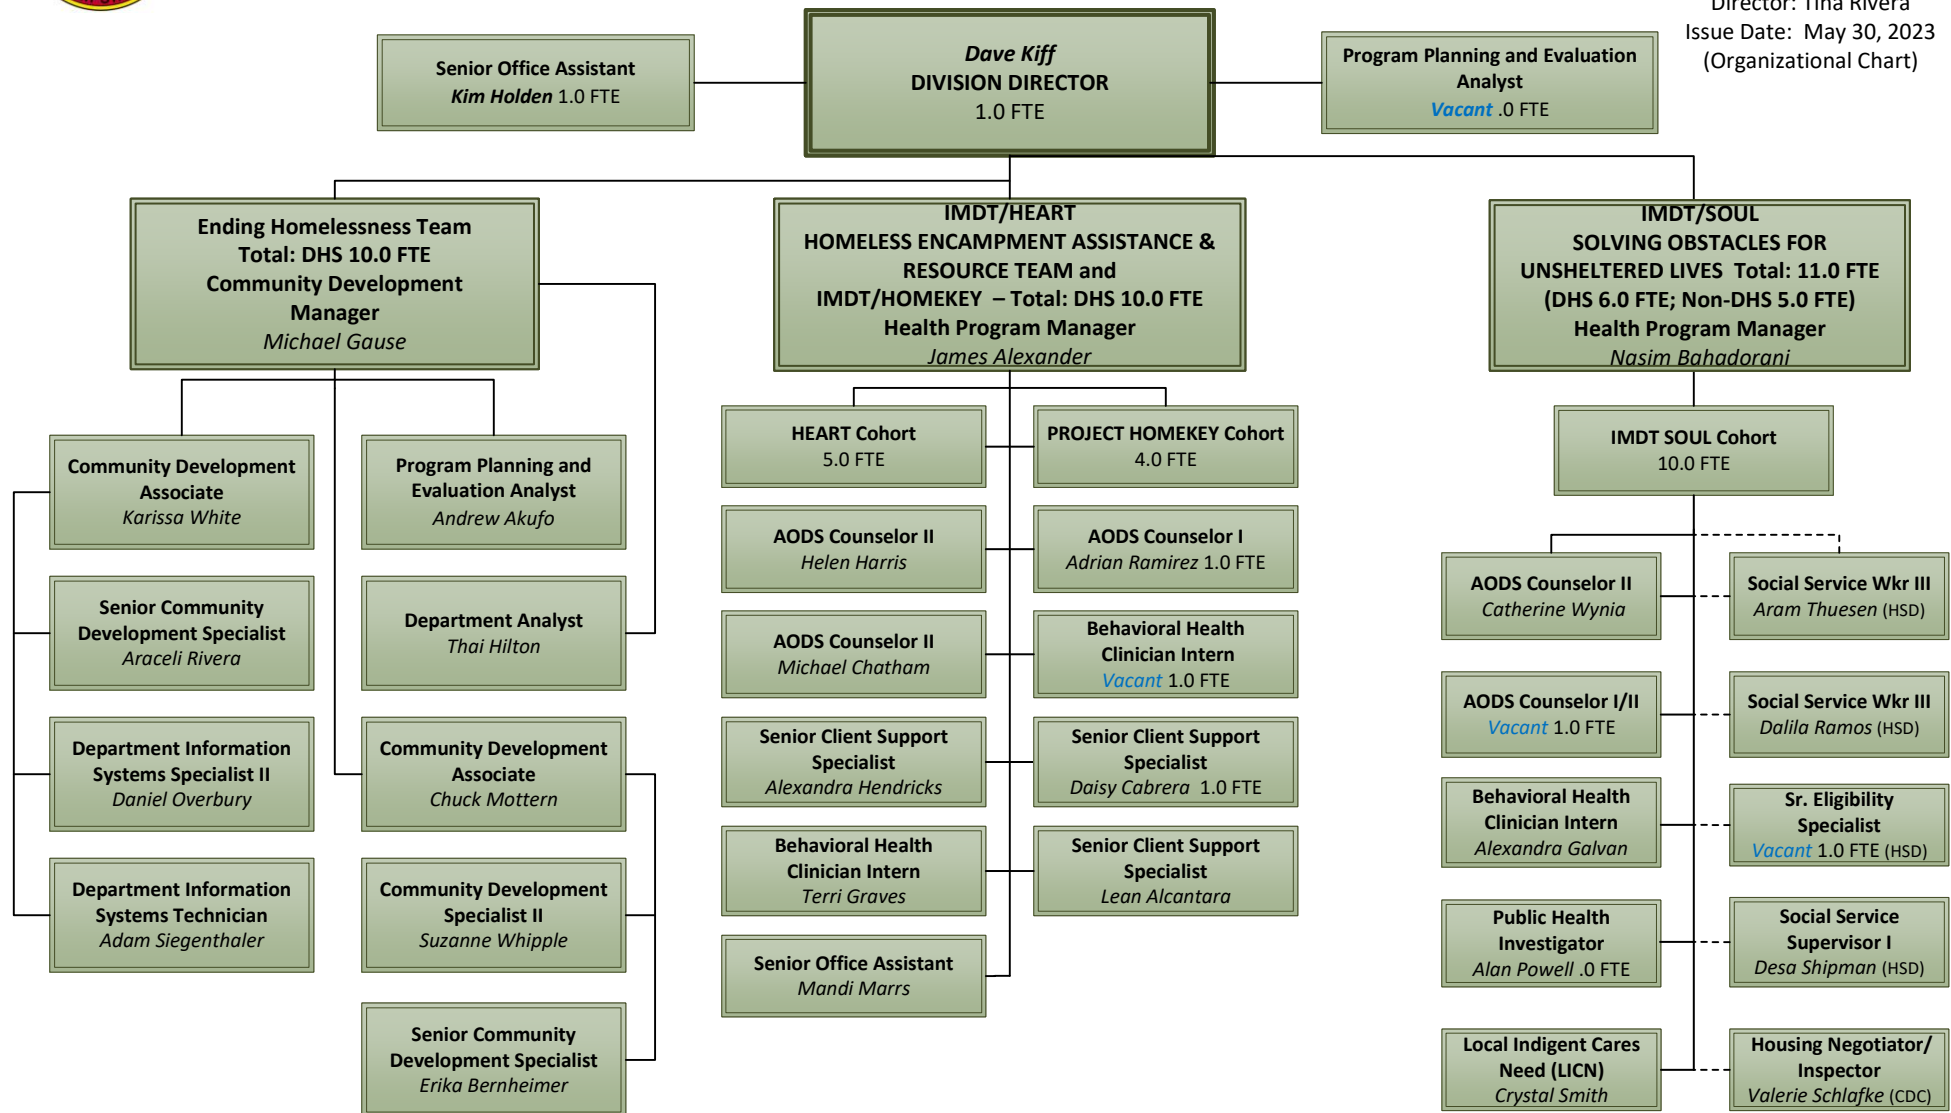 Director: Tina Rivera
Issue Date:  May 30, 2023
(Organizational Chart)
Senior Office Assistant
Kim Holden 1.0 FTE
Dave Kiff
DIVISION DIRECTOR
1.0 FTE
Program Planning and Evaluation
Analyst
Vacant .0 FTE
Ending Homelessness Team
Total: DHS 10.0 FTE
Community Development
Manager
Michael Gause
IMDT/HEART
HOMELESS ENCAMPMENT ASSISTANCE &
RESOURCE TEAM and
IMDT/HOMEKEY – Total: DHS 10.0 FTE
Health Program Manager
James Alexander
IMDT/SOUL
SOLVING OBSTACLES FOR
UNSHELTERED LIVES  Total: 11.0 FTE
(DHS 6.0 FTE; Non-DHS 5.0 FTE)
Health Program Manager
Nasim Bahadorani
Community Development
Associate
Karissa White
Program Planning and
Evaluation Analyst
Andrew Akufo
Senior Community
Development Specialist
Araceli Rivera
Department Analyst
Thai Hilton
Department Information
Systems Specialist II
Daniel Overbury
Community Development
Associate
Chuck Mottern
Department Information
Systems Technician
Adam Siegenthaler
Community Development
Specialist II
Suzanne Whipple
Senior Community
Development Specialist
Erika Bernheimer
HEART Cohort
5.0 FTE
PROJECT HOMEKEY Cohort
4.0 FTE
AODS Counselor II
Helen Harris
AODS Counselor I
Adrian Ramirez 1.0 FTE
AODS Counselor II
Michael Chatham
Behavioral Health
Clinician Intern
Vacant 1.0 FTE
Senior Client Support
Specialist
Alexandra Hendricks
Senior Client Support
Specialist
Daisy Cabrera  1.0 FTE
Behavioral Health
Clinician Intern
Terri Graves
Senior Client Support
Specialist
Lean Alcantara
Senior Office Assistant
Mandi Marrs
IMDT SOUL Cohort
10.0 FTE
AODS Counselor II
Catherine Wynia
Social Service Wkr III
Aram Thuesen (HSD)
AODS Counselor I/II
Vacant 1.0 FTE
Social Service Wkr III
Dalila Ramos (HSD)
Behavioral Health
Clinician Intern
Alexandra Galvan
Sr. Eligibility
Specialist
Vacant 1.0 FTE (HSD)
Public Health
Investigator
Alan Powell .0 FTE
Social Service
Supervisor I
Desa Shipman (HSD)
Local Indigent Cares
Need (LICN)
Crystal Smith
Housing Negotiator/
Inspector
Valerie Schlafke (CDC)